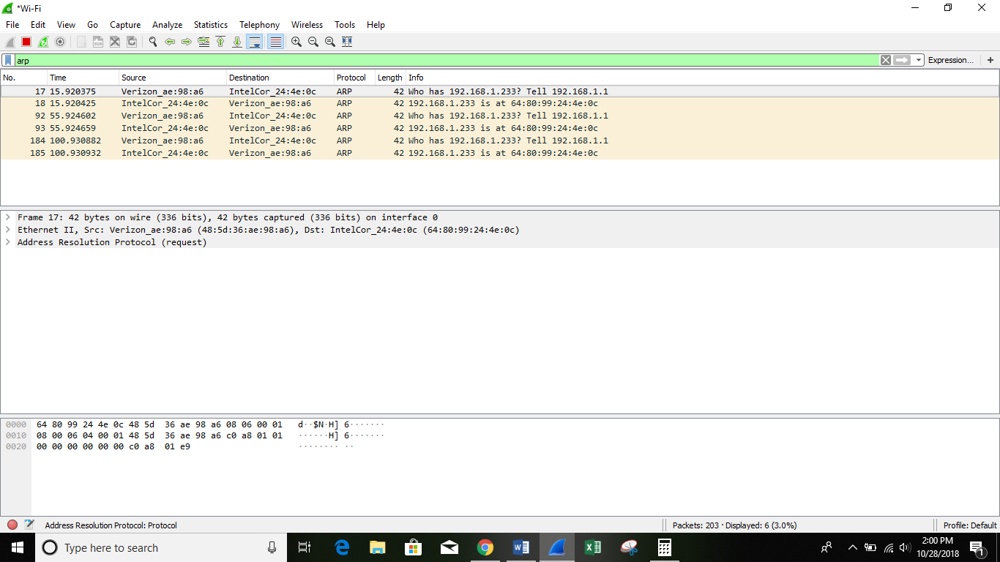 *Wi-Fi
File Edit View Go Capture Analyze Statistics Telephony Wireless Tools Help
arp
Expression... +
No. Time Source Destination Protocol Length Info
17 15.920375 Verizon_ae:98:a6 IntelCor_24:4e:0c ARP 42 Who has 192.168.1.233? Tell 192.168.1.1
18 15.920425 IntelCor_24:4e:0c Verizon_ae:98:a6 ARP 42 192.168.1.233 is at 64:80:99:24:4e:0c
92 55.924602 Verizon_ae:98:a6 IntelCor_24:4e:0c ARP 42 Who has 192.168.1.233? Tell 192.168.1.1
93 55.924659 IntelCor_24:4e:0c Verizon_ae:98:a6 ARP 42 192.168.1.233 is at 64:80:99:24:4e:0c
184 100.930882 Verizon_ae:98:a6 IntelCor_24:4e:0c ARP 42 Who has 192.168.1.233? Tell 192.168.1.1
185 100.930932 IntelCor_24:4e:0c Verizon_ae:98:a6 ARP 42 192.168.1.233 is at 64:80:99:24:4e:0c
Frame 17: 42 bytes on wire (336 bits), 42 bytes captured (336 bits) on interface 0
Ethernet II, Src: Verizon_ae:98:a6 (48:5d:36:ae:98:a6), Dst: IntelCor_24:4e:0c (64:80:99:24:4e:0c)
Address Resolution Protocol (request)
0000 64 80 99 24 4e 0c 48 5d 36 ae 98 a6 08 06 00 01 d··$N·H] 6·······
0010 08 00 06 04 00 01 48 5d 36 ae 98 a6 c0 a8 01 01 ······H] 6·······
0020 00 00 00 00 00 00 c0 a8 01 e9 ········ ··
Address Resolution Protocol: Protocol
Packets: 203 · Displayed: 6 (3.0%)
Profile: Default
Type here to search
2:00 PM
10/28/2018
1